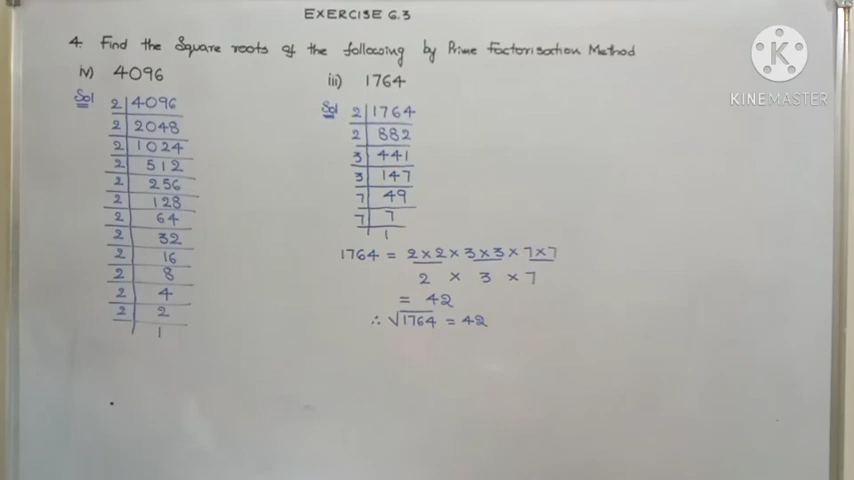 EXERCISE 6.3
4. Find the Square roots of the following by Prime Factorisation Method
iv) 4096
Sol 2 4096
2 2048
2 1024
2 512
2 256
2 128
2 64
2 32
2 16
2 8
2 4
2 2
1
iii) 1764
Sol 2 1764
2 882
3 441
3 147
7 49
7 7
1
1764 = 2 × 2 × 3 × 3 × 7 × 7
2 × 3 × 7
= 42
∴ √1764 = 42
K
KINEMASTER